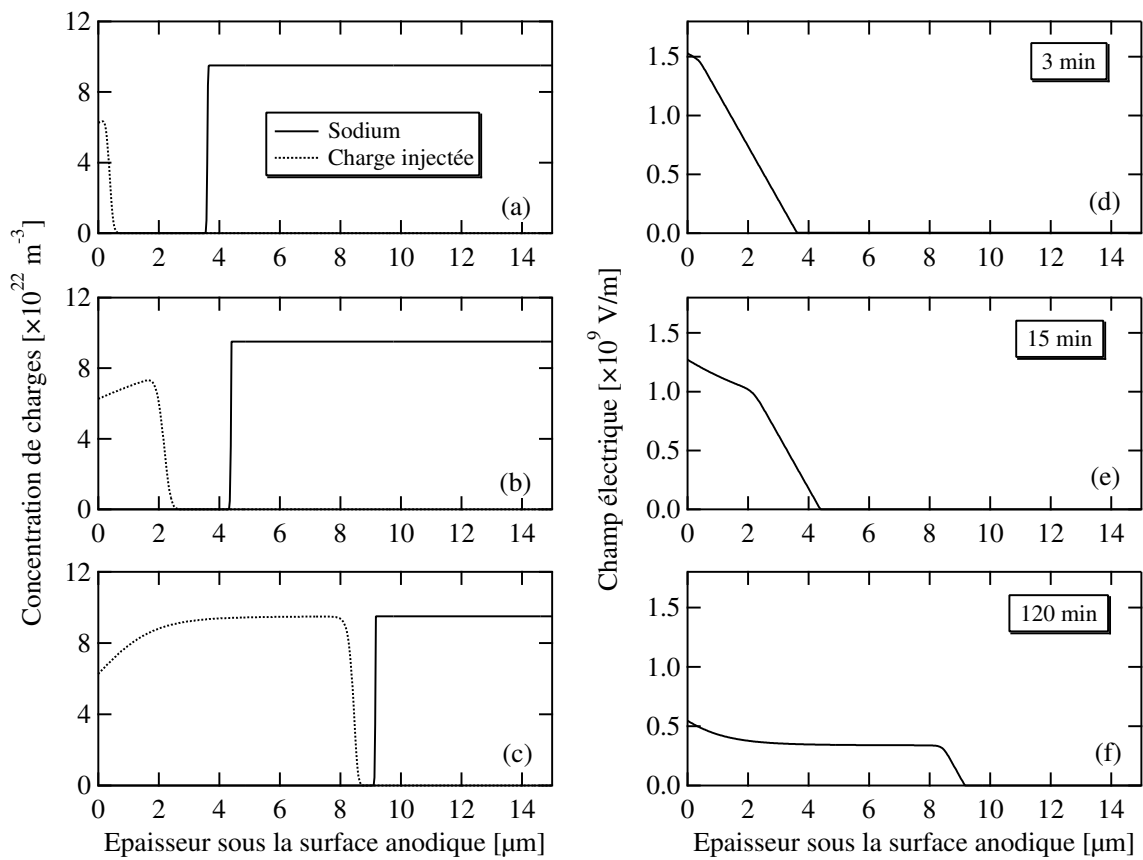 Concentration de charges [×10²² m⁻³]
12
8
4
0
0 2 4 6 8 10 12 14
Sodium
Charge injectée
(a)
12
8
4
0
0 2 4 6 8 10 12 14
(b)
12
8
4
0
0 2 4 6 8 10 12 14
(c)
Epaisseur sous la surface anodique [µm]
Champ électrique [×10⁹ V/m]
1.5
1.0
0.5
0.0
0 2 4 6 8 10 12 14
3 min
(d)
1.5
1.0
0.5
0.0
0 2 4 6 8 10 12 14
15 min
(e)
1.5
1.0
0.5
0.0
0 2 4 6 8 10 12 14
120 min
(f)
Epaisseur sous la surface anodique [µm]